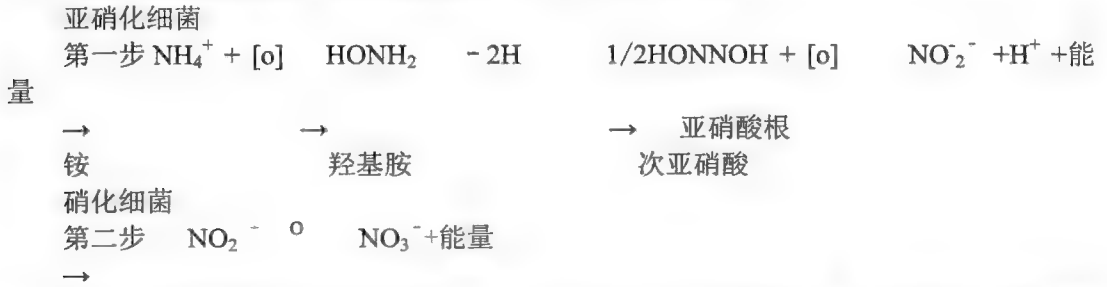 亚硝化细菌
第一步 NH₄⁺ + [o] HONH₂ - 2H 1/2HONNOH + [o] NO⁻₂⁻ +H⁺ +能
量
→ → → 亚硝酸根
铵 羟基胺 次亚硝酸
硝化细菌
第二步 NO₂⁻ O NO₃⁻+能量
→